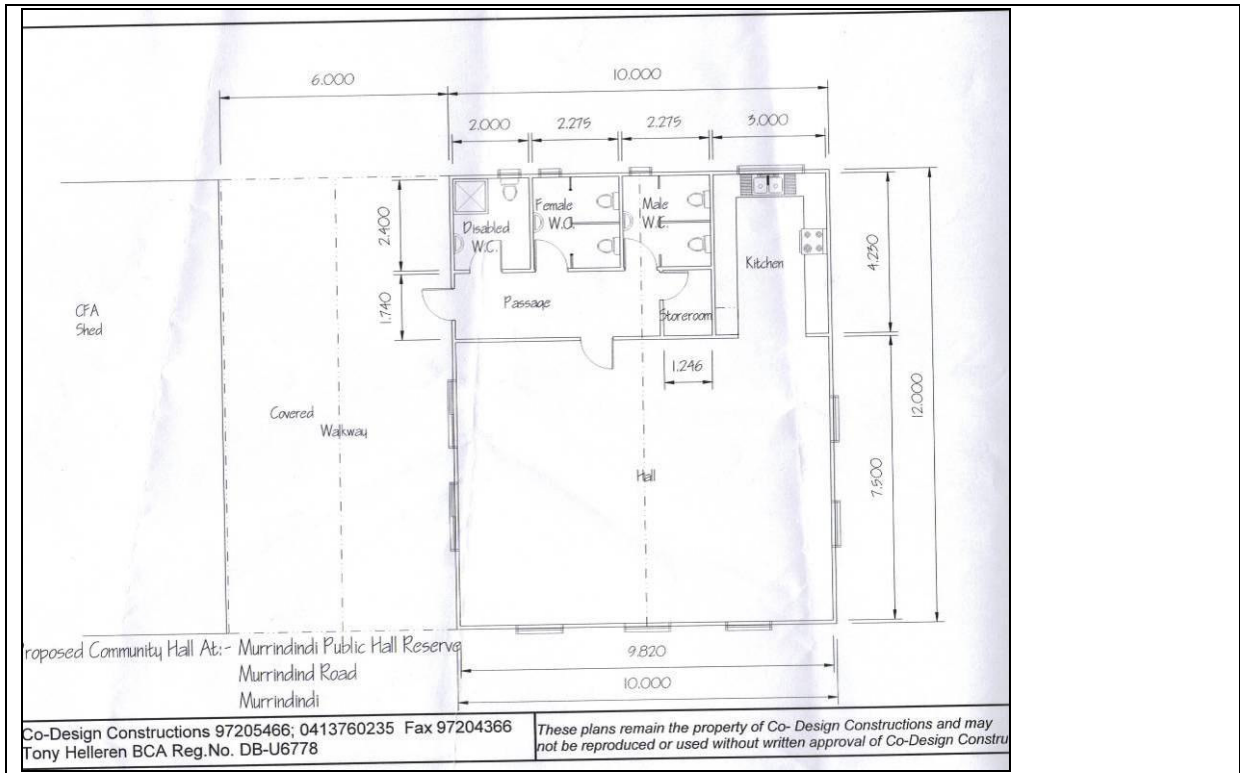 6.000
10.000
2.000
2.275
2.275
3.000
2.400
Disabled
W.C.
Female
W.C.
Male
W.C.
Kitchen
4.230
1.740
Passage
Storeroom
CFA
Shed
1.246
12.000
Covered
Walkway
Hall
7.500
9.820
10.000
roposed Community Hall At:- Murrindindi Public Hall Reserve
Murrindind Road
Murrindindi
Co-Design Constructions 97205466; 0413760235 Fax 97204366
Tony Helleren BCA Reg.No. DB-U6778
These plans remain the property of Co- Design Constructions and may
not be reproduced or used without written approval of Co-Design Constru